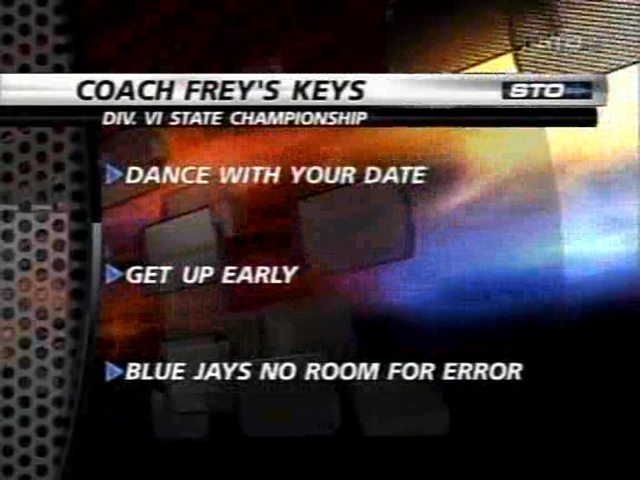 COACH FREY'S KEYS
STO
DIV. VI STATE CHAMPIONSHIP
DANCE WITH YOUR DATE
GET UP EARLY
BLUE JAYS NO ROOM FOR ERROR